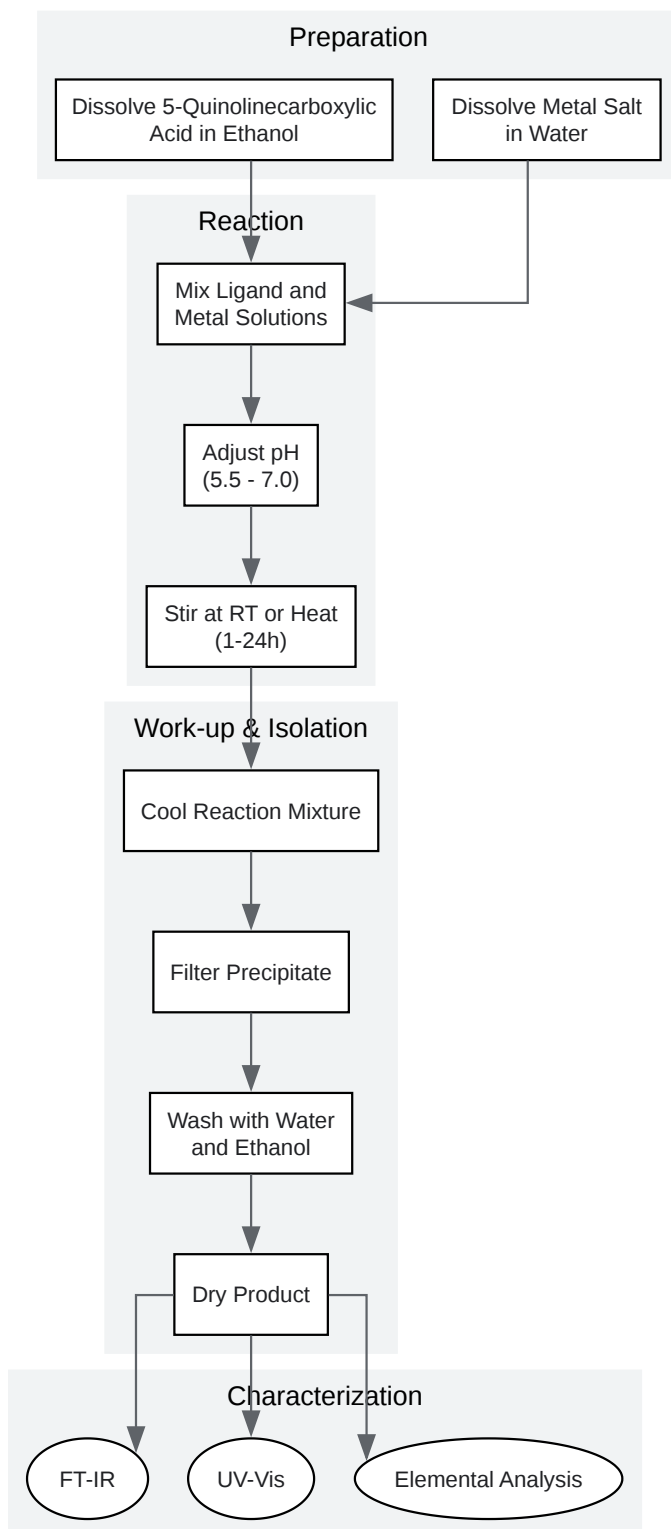 Preparation
Dissolve 5-Quinolinecarboxylic
Acid in Ethanol
Dissolve Metal Salt
in Water
Reaction
Mix Ligand and
Metal Solutions
Adjust pH
(5.5 - 7.0)
Stir at RT or Heat
(1-24h)
Work-up & Isolation
Cool Reaction Mixture
Filter Precipitate
Wash with Water
and Ethanol
Dry Product
Characterization
FT-IR
UV-Vis
Elemental Analysis